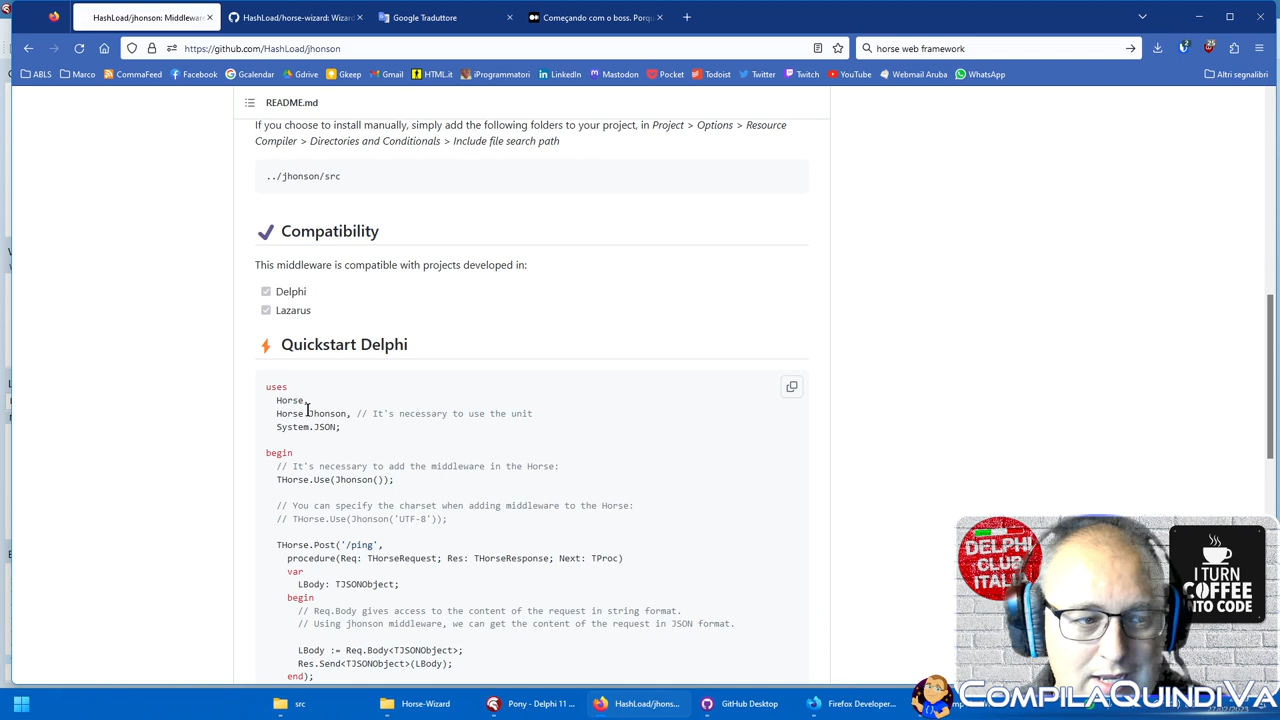 HashLoad/jhonson: Middleware
HashLoad/horse-wizard: Wizard
Google Traduttore
Começando com o boss. Porqu
https://github.com/HashLoad/jhonson
horse web framework
2
25
ABLS
Marco
CommaFeed
Facebook
Gcalendar
Gdrive
Gkeep
Gmail
HTML.it
iProgrammatori
LinkedIn
Mastodon
Pocket
Todoist
Twitter
Twitch
YouTube
Webmail Aruba
WhatsApp
Altri segnalibri
README.md
If you choose to install manually, simply add the following folders to your project, in Project > Options > Resource
Compiler > Directories and Conditionals > Include file search path
../jhonson/src
Compatibility
This middleware is compatible with projects developed in:
Delphi
Lazarus
Quickstart Delphi
uses
Horse,
Horse.Jhonson, // It's necessary to use the unit
System.JSON;
begin
// It's necessary to add the middleware in the Horse:
THorse.Use(Jhonson());
// You can specify the charset when adding middleware to the Horse:
// THorse.Use(Jhonson('UTF-8'));
THorse.Post('/ping',
procedure(Req: THorseRequest; Res: THorseResponse; Next: TProc)
var
LBody: TJSONObject;
begin
// Req.Body gives access to the content of the request in string format.
// Using jhonson middleware, we can get the content of the request in JSON format.
LBody := Req.Body<TJSONObject>;
Res.Send<TJSONObject>(LBody);
end);
DELPHI
CLUB
ITALIA
I TURN
COFFEE
INTO CODE
src
Horse-Wizard
Pony - Delphi 11 ...
HashLoad/jhons...
GitHub Desktop
Firefox Developer...
COMPILAQUINDIVA